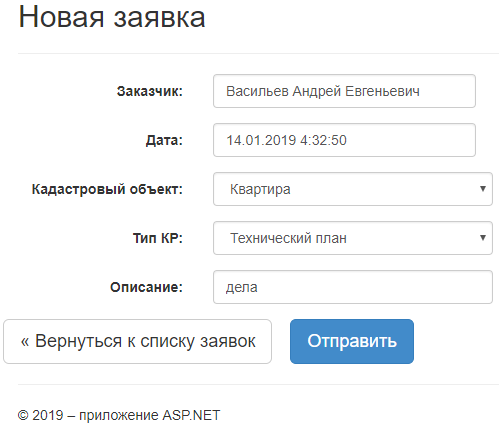 Новая заявка
Заказчик: Васильев Андрей Евгеньевич
Дата: 14.01.2019 4:32:50
Кадастровый объект: Квартира
Тип КР: Технический план
Описание: дела
« Вернуться к списку заявок Отправить
© 2019 – приложение ASP.NET